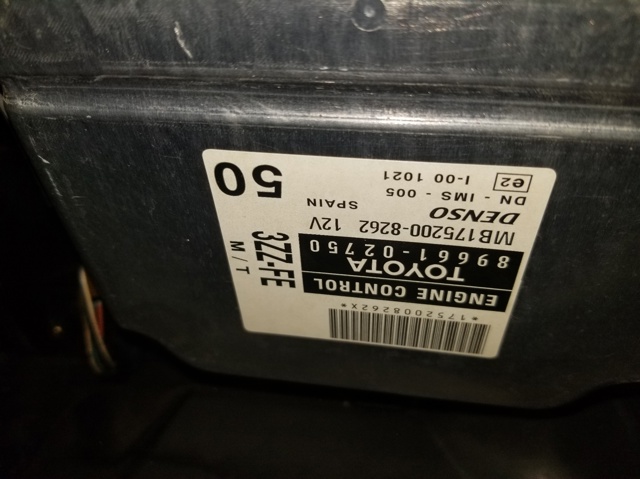 *17520008262X*
ENGINE CONTROL
TOYOTA
89661-02750
3ZZ-FE
M/T
MB175200-8262 12V
DENSO SPAIN
DN - IMS - 005
e2 I-00 1021
50